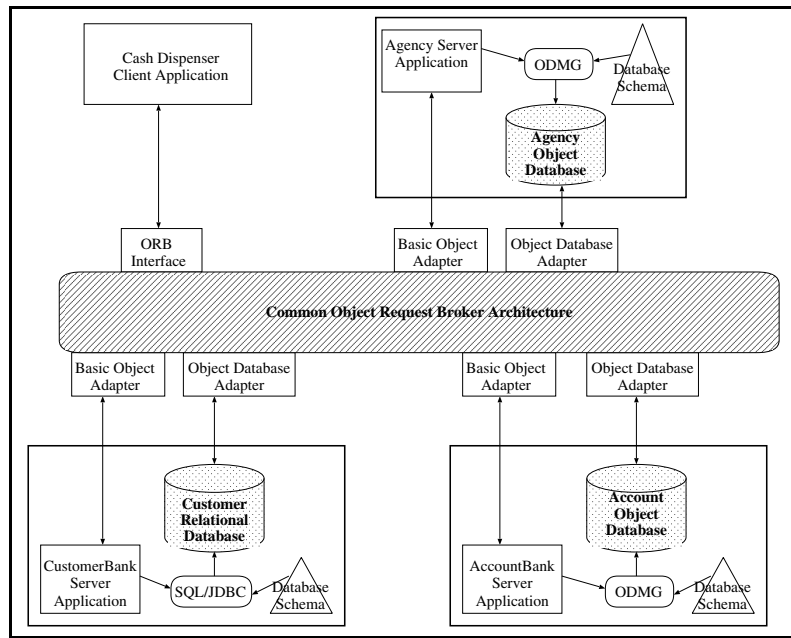 Cash Dispenser
Client Application
Agency Server
Application
ODMG
Database
Schema
Agency
Object
Database
ORB
Interface
Basic Object
Adapter
Object Database
Adapter
Common Object Request Broker Architecture
Basic Object
Adapter
Object Database
Adapter
Basic Object
Adapter
Object Database
Adapter
Customer
Relational
Database
CustomerBank
Server
Application
SQL/JDBC
Database
Schema
Account
Object
Database
AccountBank
Server
Application
ODMG
Database
Schema